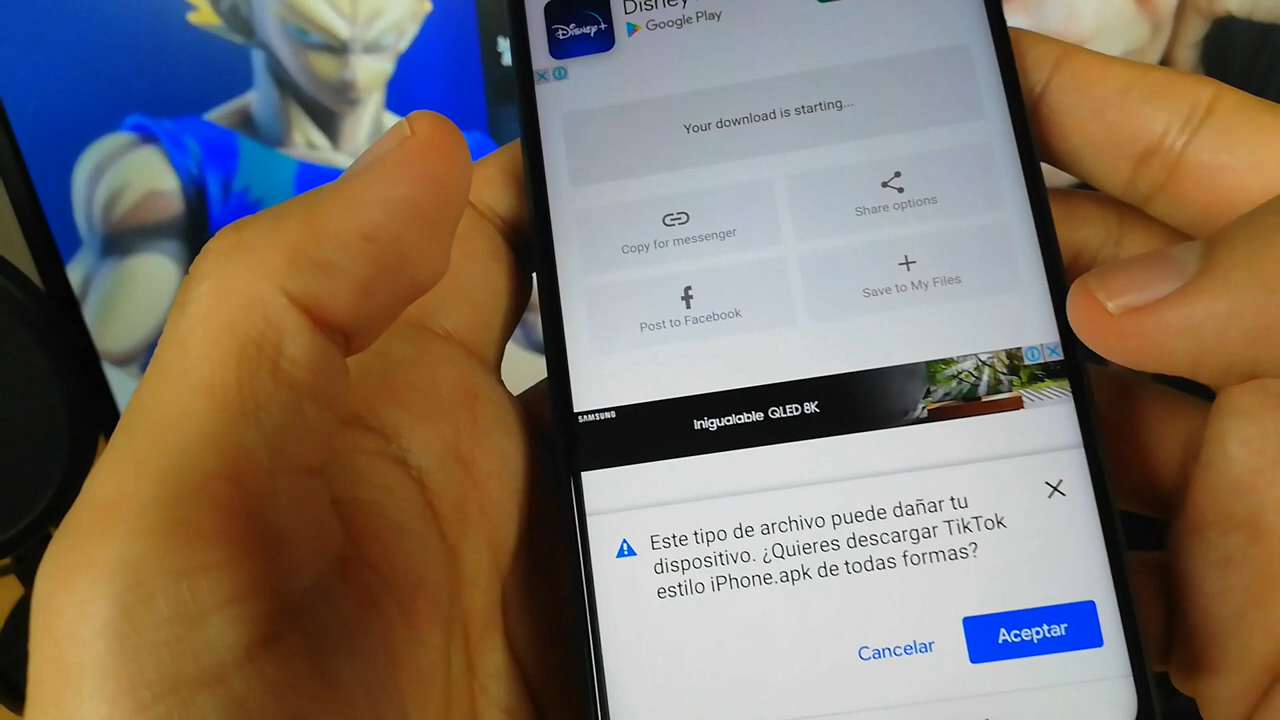 Disney
Disney+
Google Play
Your download is starting...
Copy for messenger
Share options
Post to Facebook
Save to My Files
SAMSUNG
Inigualable QLED 8K
Este tipo de archivo puede dañar tu
dispositivo. ¿Quieres descargar TikTok
estilo iPhone.apk de todas formas?
Cancelar
Aceptar